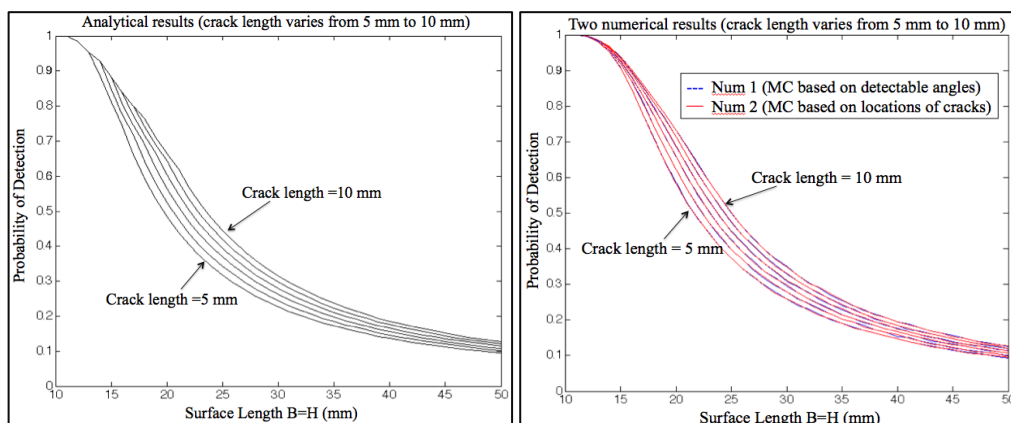 Analytical results (crack length varies from 5 mm to 10 mm)
1
0.9
0.8
0.7
0.6
0.5
0.4
0.3
0.2
0.1
0
Probability of Detection
Crack length =10 mm
Crack length =5 mm
10 15 20 25 30 35 40 45 50
Surface Length B=H (mm)
Two numerical results (crack length varies from 5 mm to 10 mm)
1
0.9
0.8
0.7
0.6
0.5
0.4
0.3
0.2
0.1
0
Probability of Detection
Num 1 (MC based on detectable angles)
Num 2 (MC based on locations of cracks)
Crack length = 10 mm
Crack length = 5 mm
10 15 20 25 30 35 40 45 50
Surface Length B=H (mm)